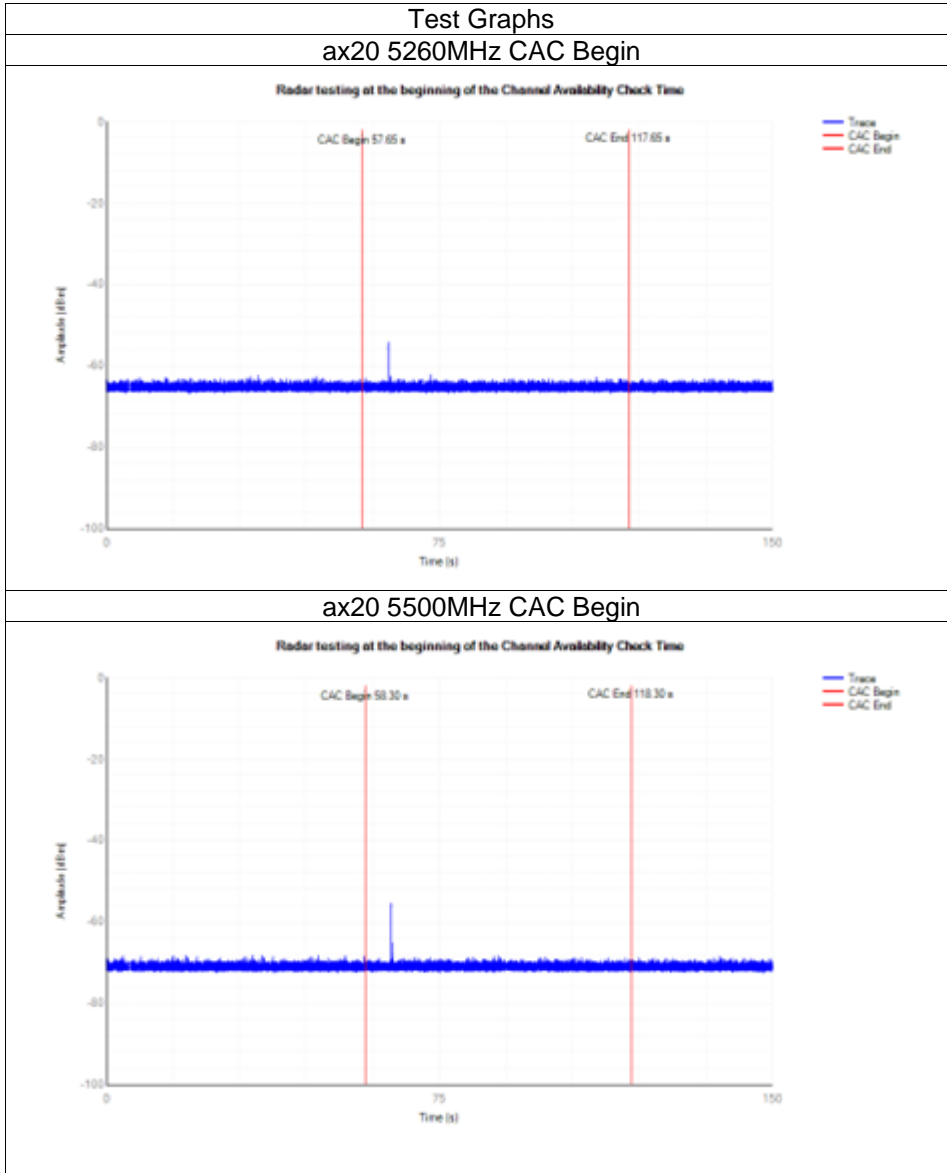 Test Graphs
ax20 5260MHz CAC Begin
Radar testing at the beginning of the Channel Availability Check Time
0
CAC Begin 57.65 s
CAC End 117.65 s
Trace
CAC Begin
CAC End
-20
-40
Amplitude [dBm]
-60
-80
-100
0
75
150
Time (s)
ax20 5500MHz CAC Begin
Radar testing at the beginning of the Channel Availability Check Time
0
CAC Begin 58.30 s
CAC End 118.30 s
Trace
CAC Begin
CAC End
-20
-40
Amplitude [dBm]
-60
-80
-100
0
75
150
Time (s)